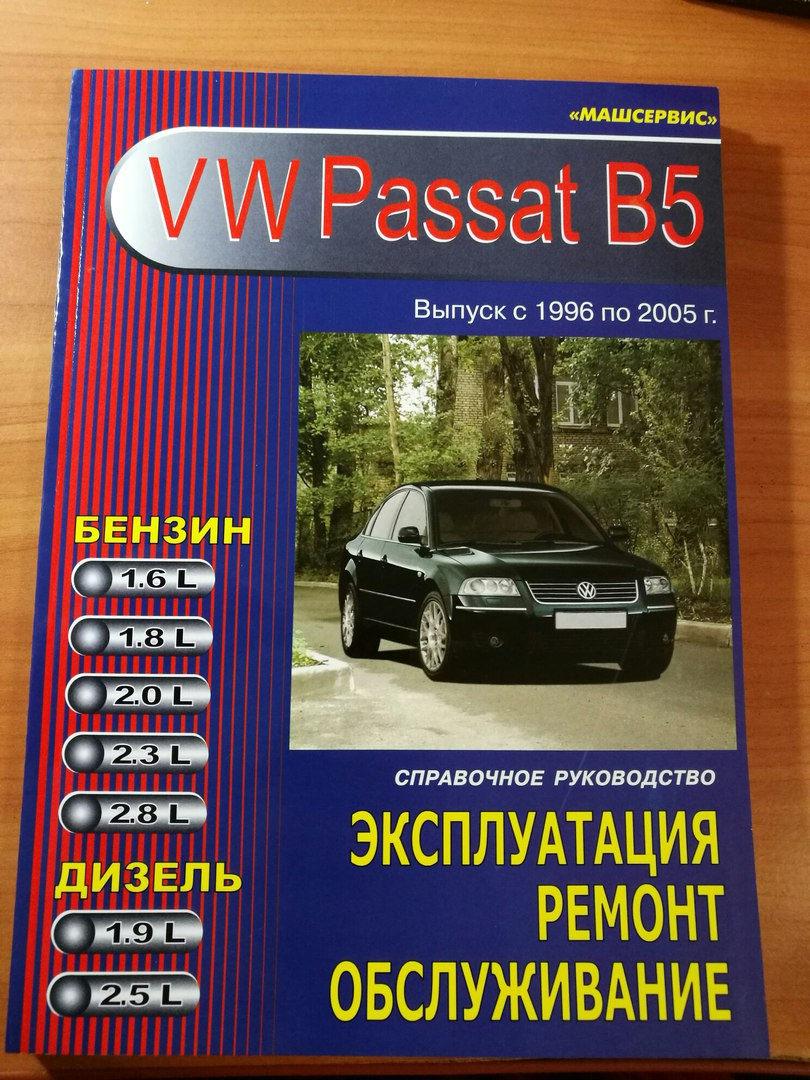 «МАШСЕРВИС»
VW Passat B5
Выпуск с 1996 по 2005 г.
БЕНЗИН
1.6 L
1.8 L
2.0 L
2.3 L
2.8 L
ДИЗЕЛЬ
1.9 L
2.5 L
СПРАВОЧНОЕ РУКОВОДСТВО
ЭКСПЛУАТАЦИЯ
РЕМОНТ
ОБСЛУЖИВАНИЕ